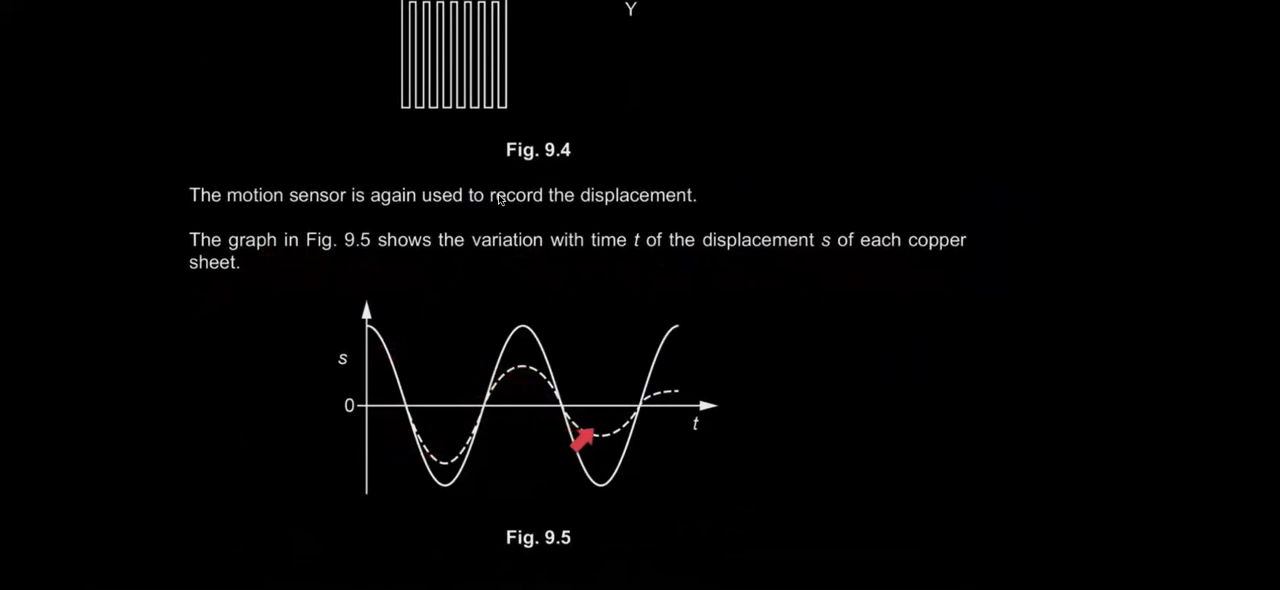 Y
Fig. 9.4
The motion sensor is again used to record the displacement.
The graph in Fig. 9.5 shows the variation with time t of the displacement s of each copper
sheet.
s
0
t
Fig. 9.5